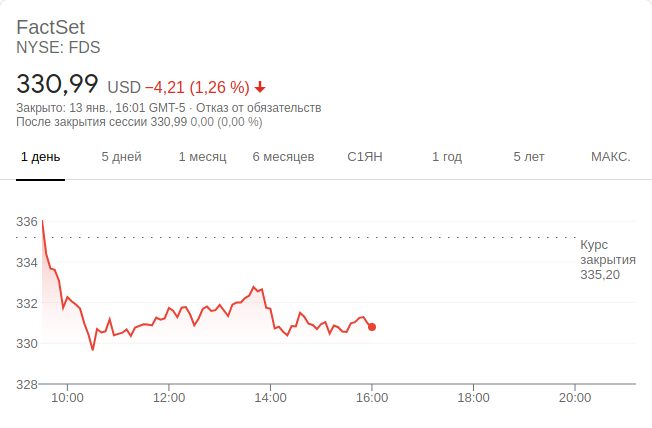 FactSet
NYSE: FDS
330,99 USD −4,21 (1,26 %)
Закрыто: 13 янв., 16:01 GMT-5 · Отказ от обязательств
После закрытия сессии 330,99 0,00 (0,00 %)
1 день 5 дней 1 месяц 6 месяцев С1ЯН 1 год 5 лет МАКС.
336
Курс
закрытия
335,20
334
332
330
328
10:00 12:00 14:00 16:00 18:00 20:00